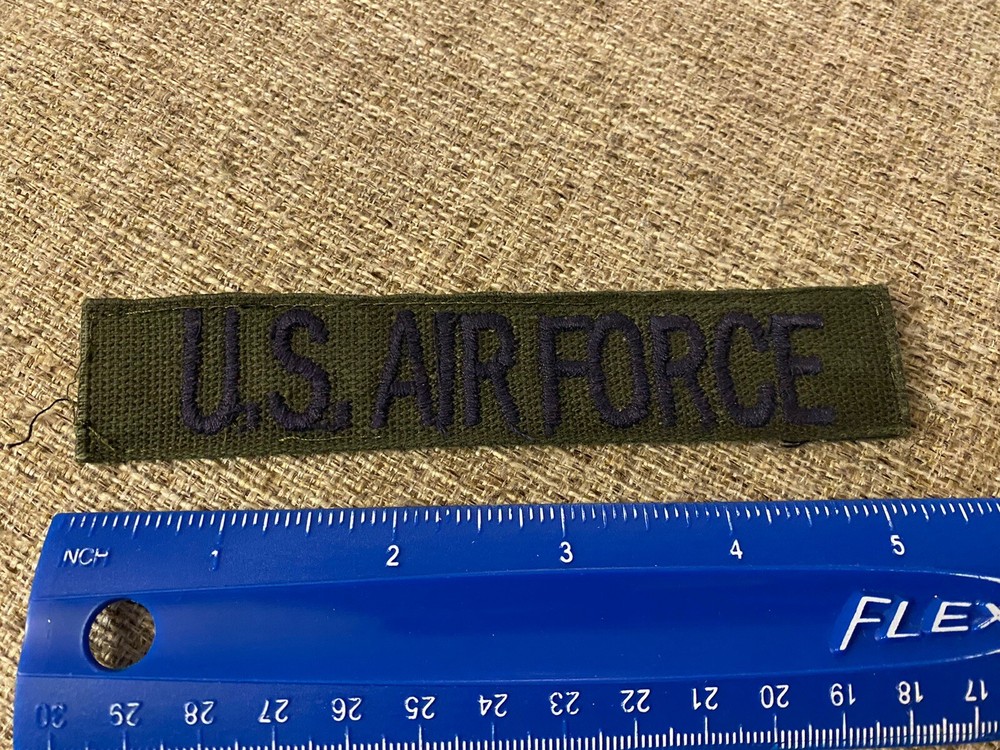 U.S. AIR FORCE
INCH 1 2 3 4 5
FLEX
30 29 28 27 26 25 24 23 22 21 20 19 18 17